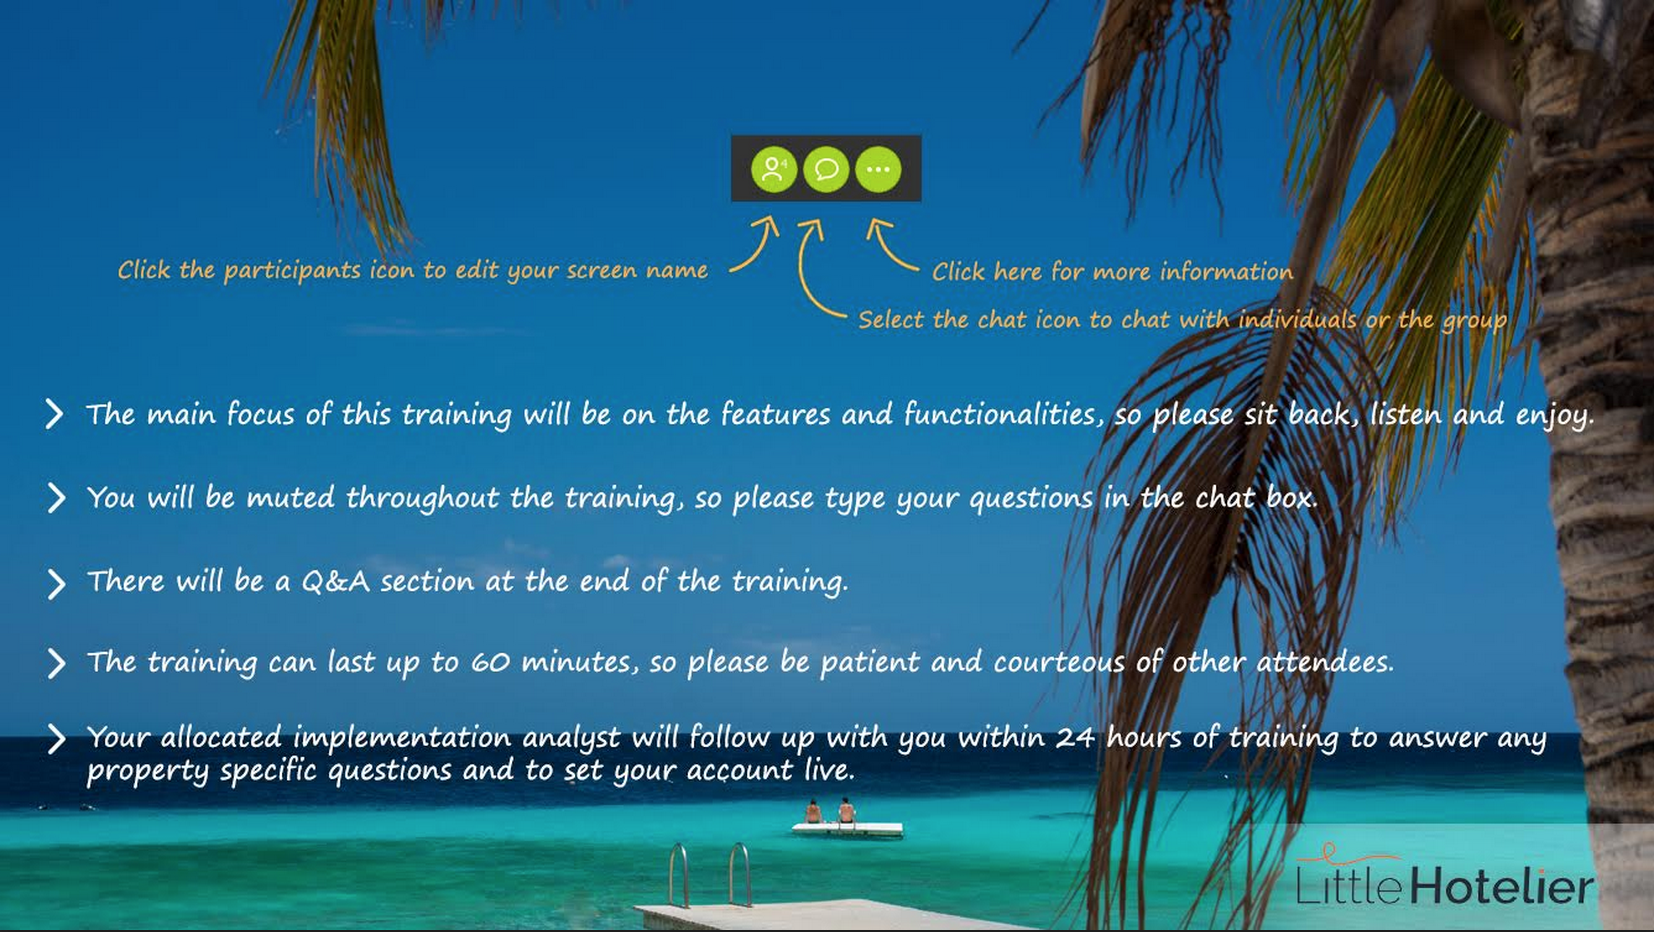 4
Click the participants icon to edit your screen name
Click here for more information
Select the chat icon to chat with individuals or the group
The main focus of this training will be on the features and functionalities, so please sit back, listen and enjoy.
You will be muted throughout the training, so please type your questions in the chat box.
There will be a Q&A section at the end of the training.
The training can last up to 60 minutes, so please be patient and courteous of other attendees.
Your allocated implementation analyst will follow up with you within 24 hours of training to answer any
property specific questions and to set your account live.
Little Hotelier